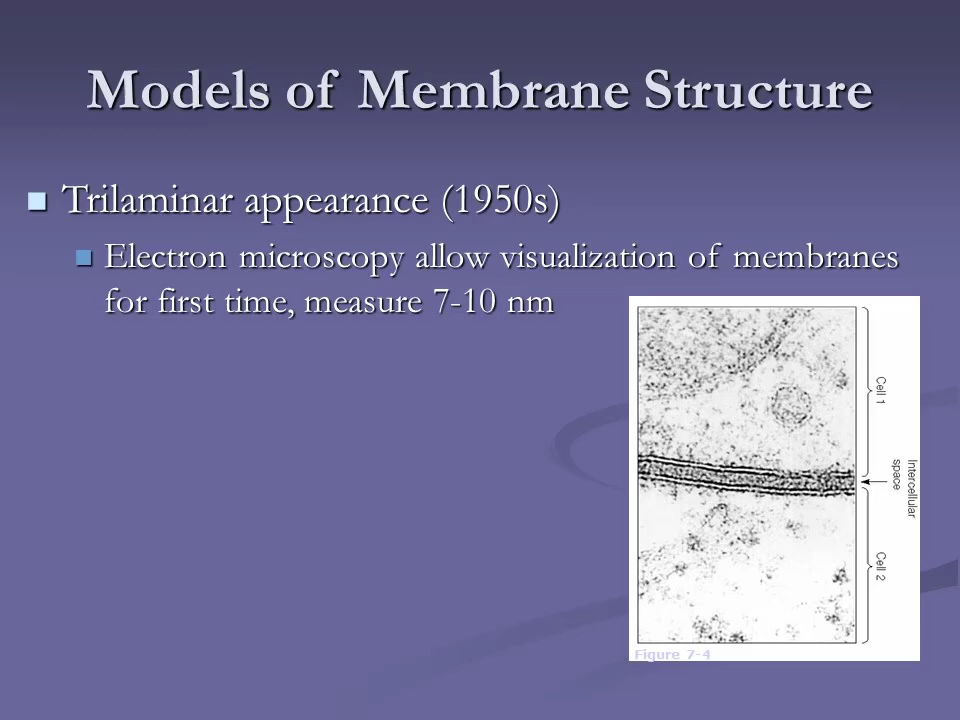 Models of Membrane Structure
Trilaminar appearance (1950s)
Electron microscopy allow visualization of membranes
for first time, measure 7-10 nm
Cell 1
Intercellular
space
Cell 2
Figure 7-4